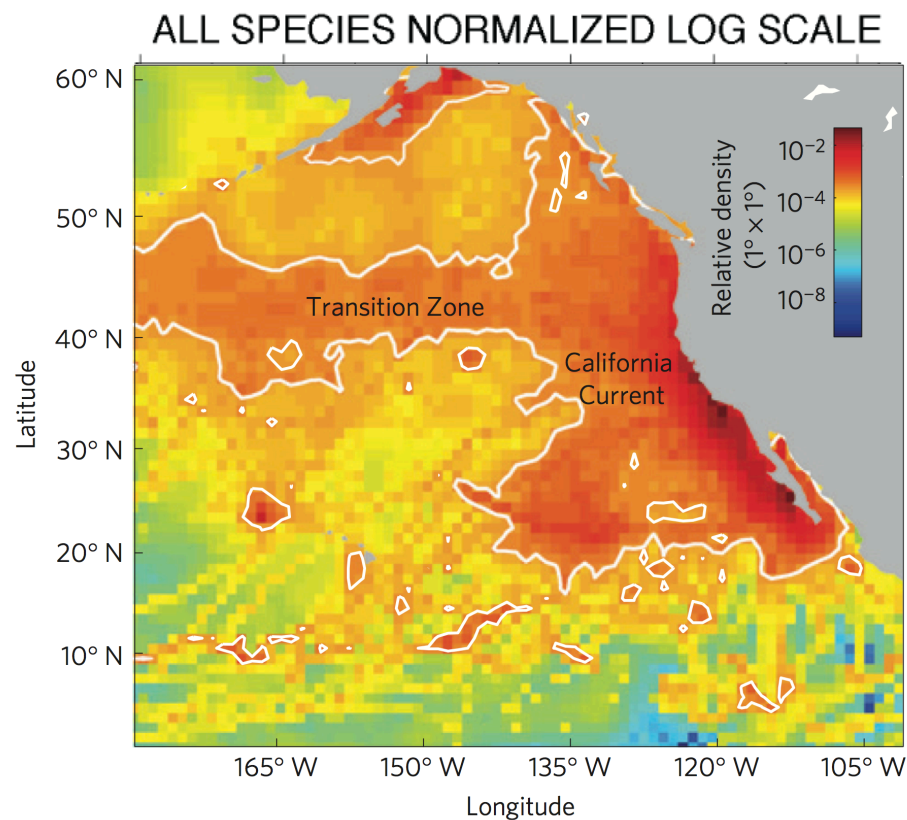 ALL SPECIES NORMALIZED LOG SCALE
60° N
50° N
40° N
30° N
20° N
10° N
Latitude
Transition Zone
California
Current
Relative density
(1° × 1°)
10⁻²
10⁻⁴
10⁻⁶
10⁻⁸
165° W
150° W
135° W
120° W
105° W
Longitude